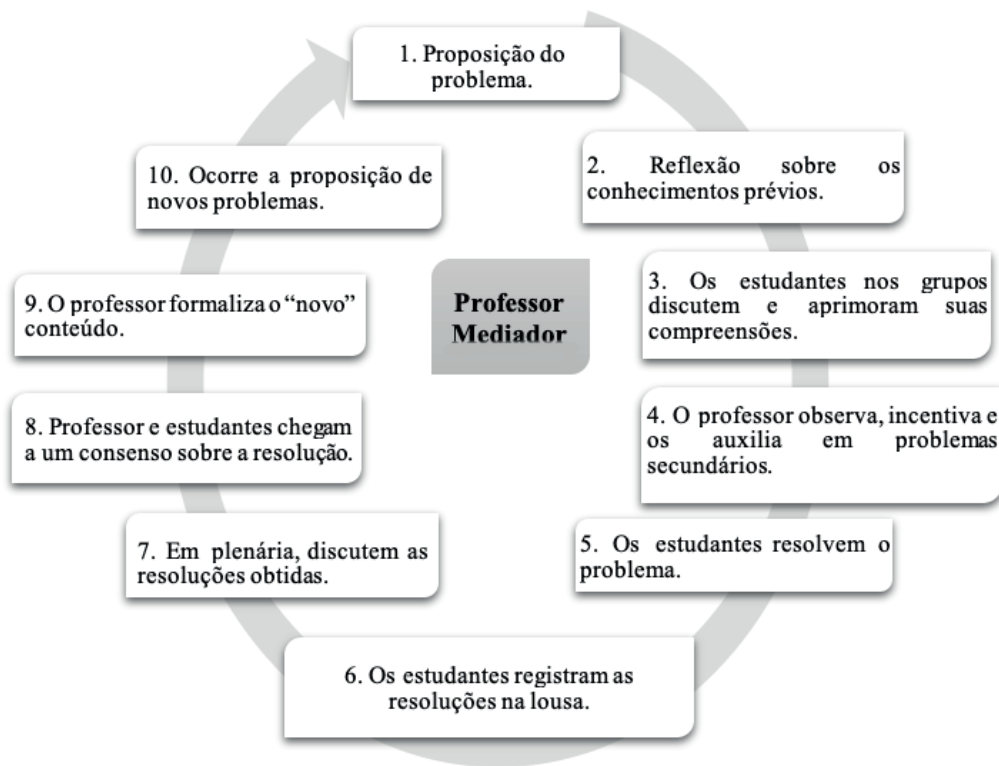 1. Proposição do
problema.
2. Reflexão sobre os
conhecimentos prévios.
3. Os estudantes nos grupos
discutem e aprimoram suas
compreensões.
4. O professor observa, incentiva e
os auxilia em problemas
secundários.
5. Os estudantes resolvem o
problema.
6. Os estudantes registram as
resoluções na lousa.
7. Em plenária, discutem as
resoluções obtidas.
8. Professor e estudantes chegam
a um consenso sobre a resolução.
9. O professor formaliza o “novo”
conteúdo.
10. Ocorre a proposição de
novos problemas.
Professor
Mediador